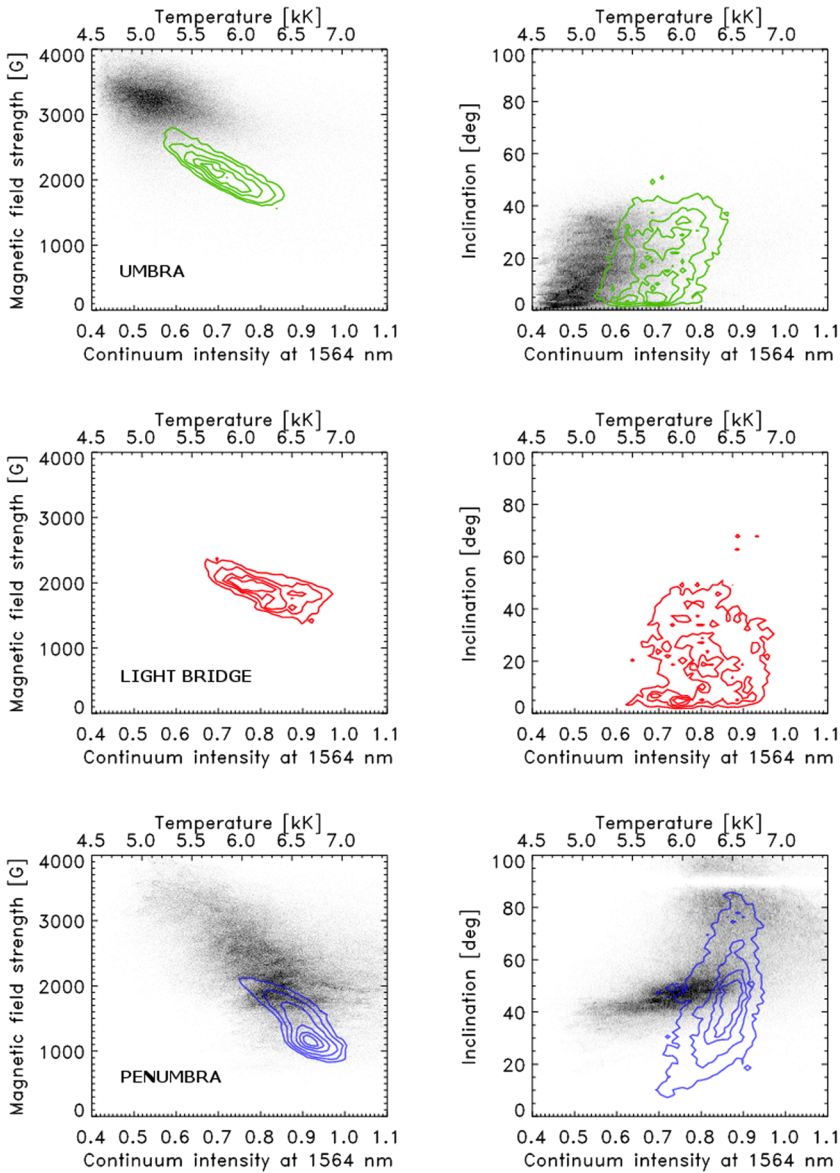 Temperature [kK]
4.5 5.0 5.5 6.0 6.5 7.0
Magnetic field strength [G]
4000
3000
2000
1000
0
UMBRA
0.4 0.5 0.6 0.7 0.8 0.9 1.0 1.1
Continuum intensity at 1564 nm
Temperature [kK]
4.5 5.0 5.5 6.0 6.5 7.0
Inclination [deg]
100
80
60
40
20
0
0.4 0.5 0.6 0.7 0.8 0.9 1.0 1.1
Continuum intensity at 1564 nm
Temperature [kK]
4.5 5.0 5.5 6.0 6.5 7.0
Magnetic field strength [G]
4000
3000
2000
1000
0
LIGHT BRIDGE
0.4 0.5 0.6 0.7 0.8 0.9 1.0 1.1
Continuum intensity at 1564 nm
Temperature [kK]
4.5 5.0 5.5 6.0 6.5 7.0
Inclination [deg]
100
80
60
40
20
0
0.4 0.5 0.6 0.7 0.8 0.9 1.0 1.1
Continuum intensity at 1564 nm
Temperature [kK]
4.5 5.0 5.5 6.0 6.5 7.0
Magnetic field strength [G]
4000
3000
2000
1000
0
PENUMBRA
0.4 0.5 0.6 0.7 0.8 0.9 1.0 1.1
Continuum intensity at 1564 nm
Temperature [kK]
4.5 5.0 5.5 6.0 6.5 7.0
Inclination [deg]
100
80
60
40
20
0
0.4 0.5 0.6 0.7 0.8 0.9 1.0 1.1
Continuum intensity at 1564 nm